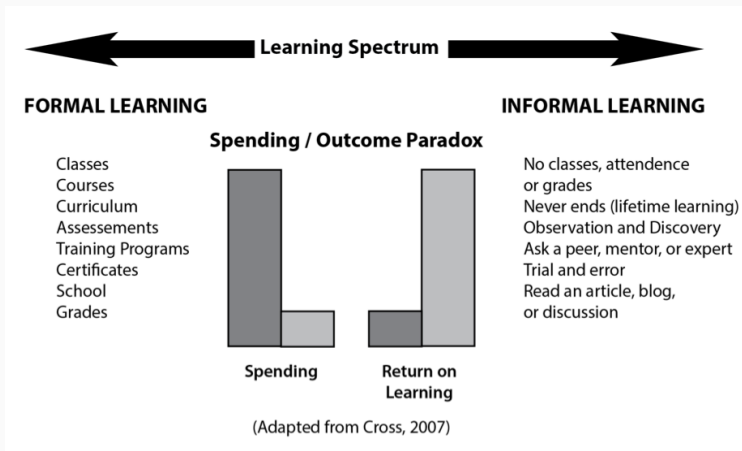 Learning Spectrum
FORMAL LEARNING
INFORMAL LEARNING
Spending / Outcome Paradox
Classes
Courses
Curriculum
Assessements
Training Programs
Certificates
School
Grades
No classes, attendence
or grades
Never ends (lifetime learning)
Observation and Discovery
Ask a peer, mentor, or expert
Trial and error
Read an article, blog,
or discussion
Spending
Return on
Learning
(Adapted from Cross, 2007)